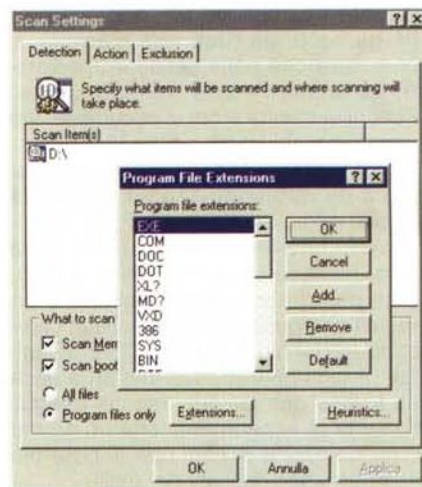 Scan Settings
Detection
Action
Exclusion
Specify what items will be scanned and where scanning will
take place.
Scan Item(s)
D:\
Program File Extensions
Program file extensions:
EXE
COM
DOC
DOT
XL?
MD?
VXD
386
SYS
BIN
OK
Cancel
Add...
Remove
Default
What to scan
Scan Mem
Scan boot
All files
Program files only
Extensions...
Heuristics...
OK
Annulla
Applica